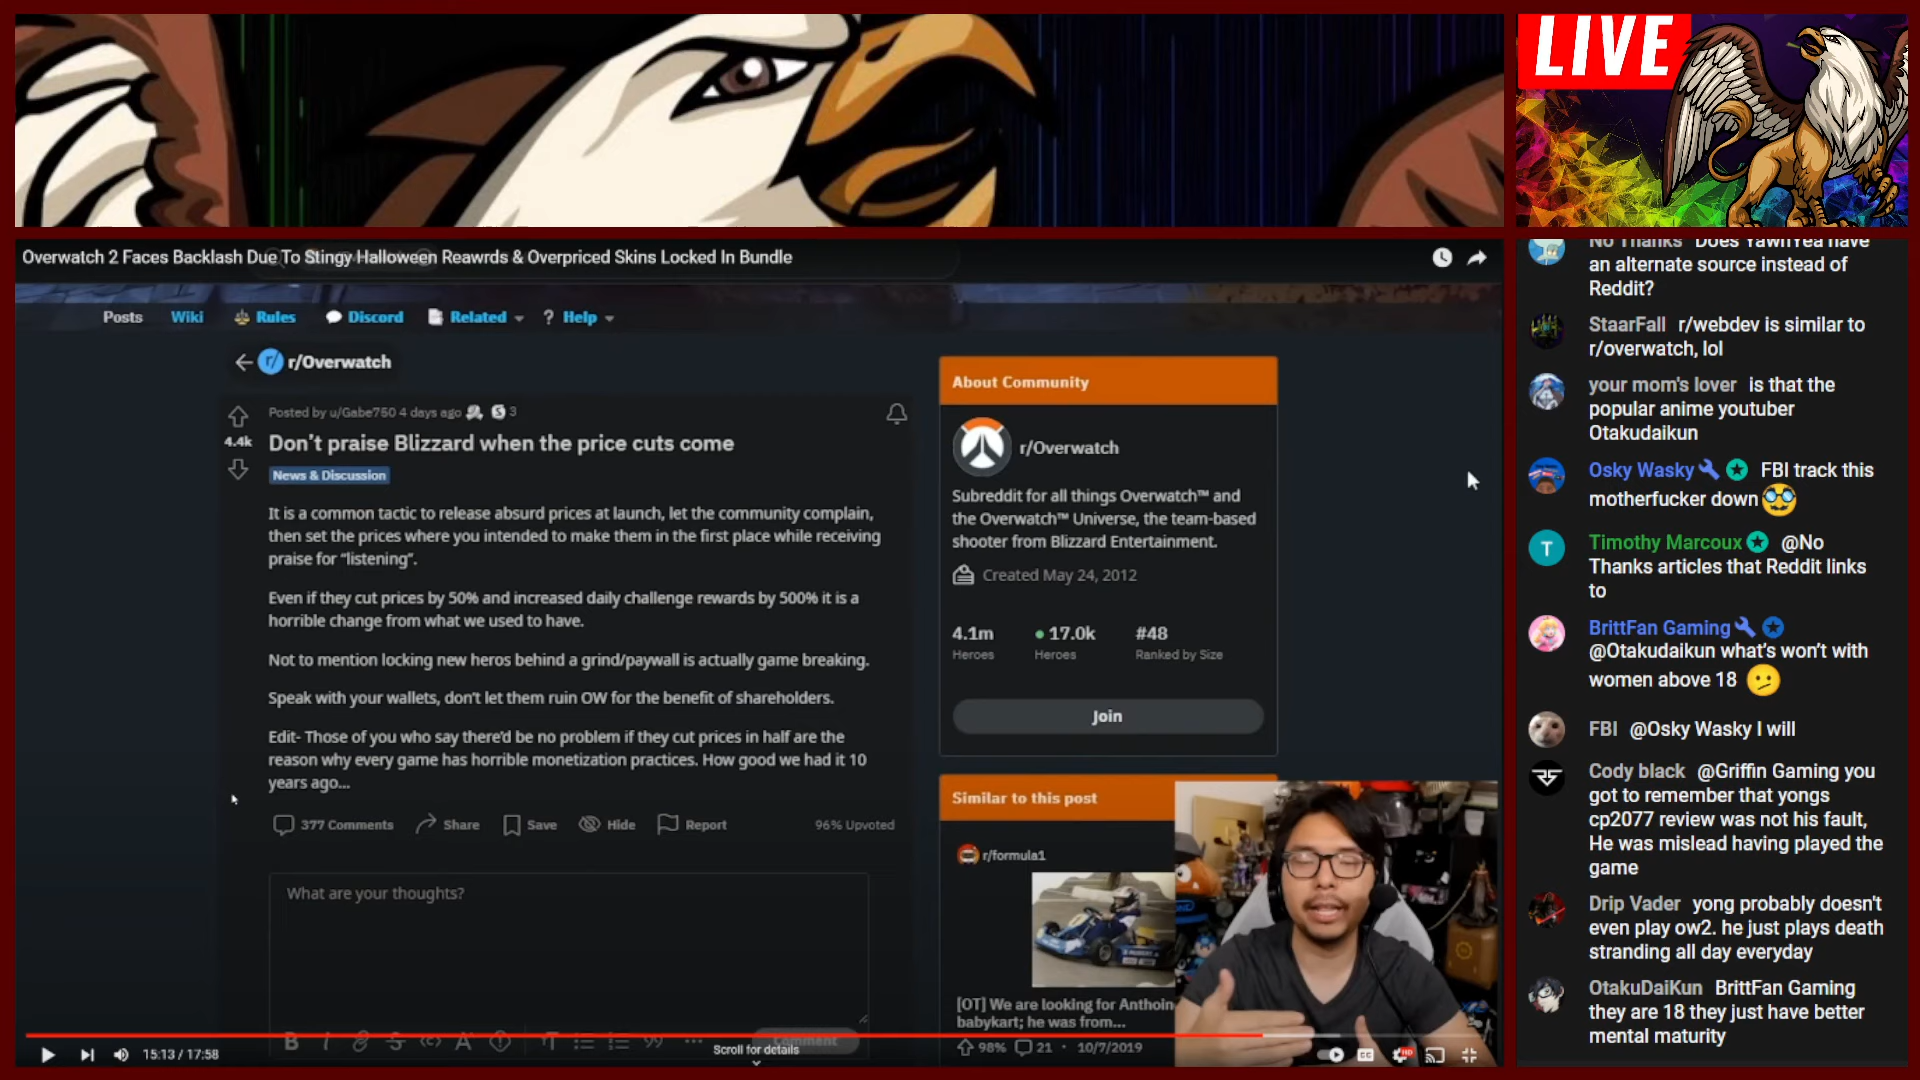 LIVE
Overwatch 2 Faces Backlash Due To Stingy Halloween Reawrds & Overpriced Skins Locked In Bundle
Posts Wiki Rules Discord Related ? Help
r/ r/Overwatch
Posted by u/Gabe750 4 days ago S 3
4.4k
Don't praise Blizzard when the price cuts come
News & Discussion
It is a common tactic to release absurd prices at launch, let the community complain,
then set the prices where you intended to make them in the first place while receiving
praise for "listening".
Even if they cut prices by 50% and increased daily challenge rewards by 500% it is a
horrible change from what we used to have.
Not to mention locking new heros behind a grind/paywall is actually game breaking.
Speak with your wallets, don't let them ruin OW for the benefit of shareholders.
Edit- Those of you who say there'd be no problem if they cut prices in half are the
reason why every game has horrible monetization practices. How good we had it 10
years ago...
377 Comments Share Save Hide Report 96% Upvoted
What are your thoughts?
Comment
Scroll for details
15:13 / 17:58
About Community
r/Overwatch
Subreddit for all things Overwatch™ and
the Overwatch™ Universe, the team-based
shooter from Blizzard Entertainment.
Created May 24, 2012
4.1m 17.0k #48
Heroes Heroes Ranked by Size
Join
Similar to this post
r/formula1
[OT] We are looking for Anthoin
babykart; he was from...
98% 21 · 10/7/2019
CC HD
No Thanks Does YawnYea have
an alternate source instead of
Reddit?
StaarFall r/webdev is similar to
r/overwatch, lol
your mom's lover is that the
popular anime youtuber
Otakudaikun
Osky Wasky FBI track this
motherfucker down
T
Timothy Marcoux @No
Thanks articles that Reddit links
to
BrittFan Gaming
@Otakudaikun what's won't with
women above 18
FBI @Osky Wasky I will
Cody black @Griffin Gaming you
got to remember that yongs
cp2077 review was not his fault,
He was mislead having played the
game
Drip Vader yong probably doesn't
even play ow2. he just plays death
stranding all day everyday
OtakuDaiKun BrittFan Gaming
they are 18 they just have better
mental maturity